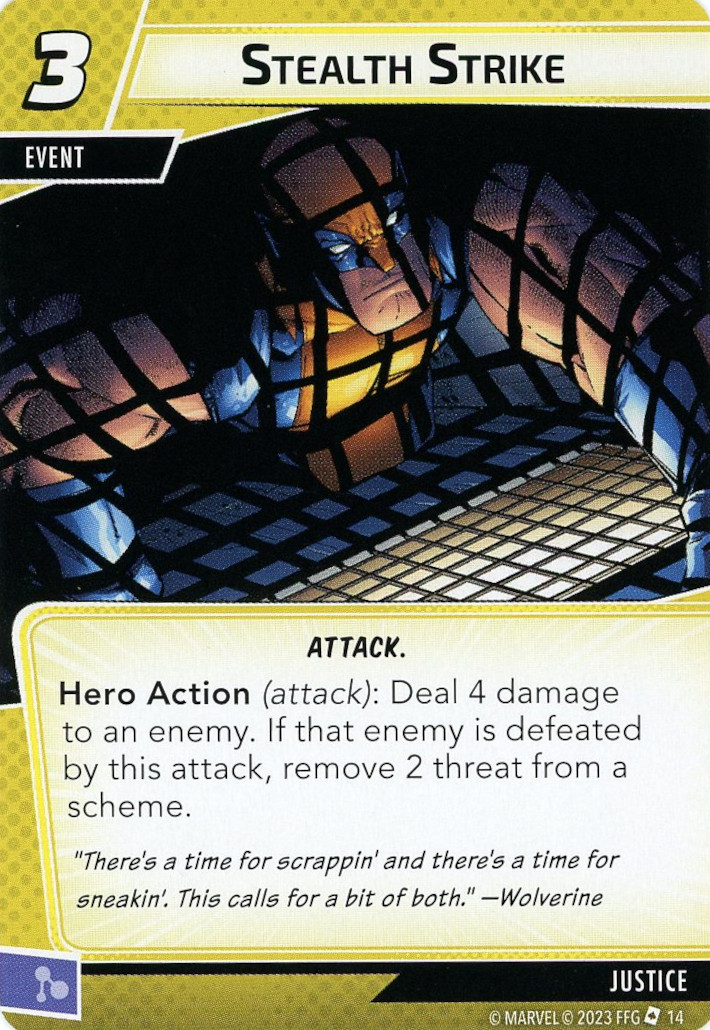 3
STEALTH STRIKE
EVENT
ATTACK.
Hero Action (attack): Deal 4 damage
to an enemy. If that enemy is defeated
by this attack, remove 2 threat from a
scheme.
"There's a time for scrappin' and there's a time for
sneakin'. This calls for a bit of both." —Wolverine
JUSTICE
© MARVEL © 2023 FFG 14